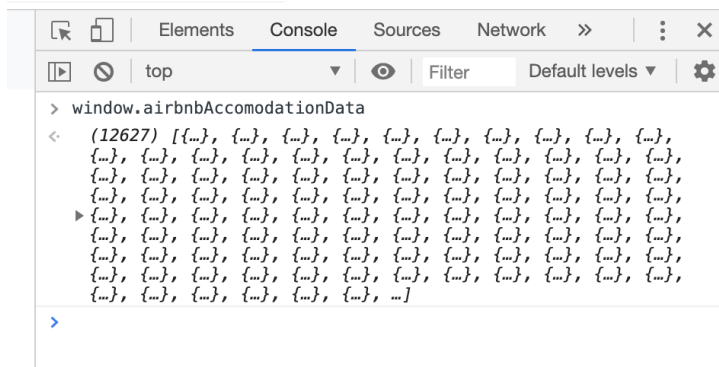 Elements Console Sources Network »
top ▼ Filter Default levels ▼
> window.airbnbAccomodationData
(12627) [{…}, {…}, {…}, {…}, {…}, {…}, {…}, {…}, {…}, {…},
{…}, {…}, {…}, {…}, {…}, {…}, {…}, {…}, {…}, {…}, {…}, {…},
{…}, {…}, {…}, {…}, {…}, {…}, {…}, {…}, {…}, {…}, {…}, {…},
{…}, {…}, {…}, {…}, {…}, {…}, {…}, {…}, {…}, {…}, {…}, {…},
{…}, {…}, {…}, {…}, {…}, {…}, {…}, {…}, {…}, {…}, {…}, {…},
{…}, {…}, {…}, {…}, {…}, {…}, {…}, {…}, {…}, {…}, {…}, {…},
{…}, {…}, {…}, {…}, {…}, {…}, {…}, {…}, {…}, {…}, {…}, {…},
{…}, {…}, {…}, {…}, {…}, {…}, {…}, {…}, {…}, {…}, {…}, {…},
{…}, {…}, {…}, {…}, {…}, {…}, …]
>